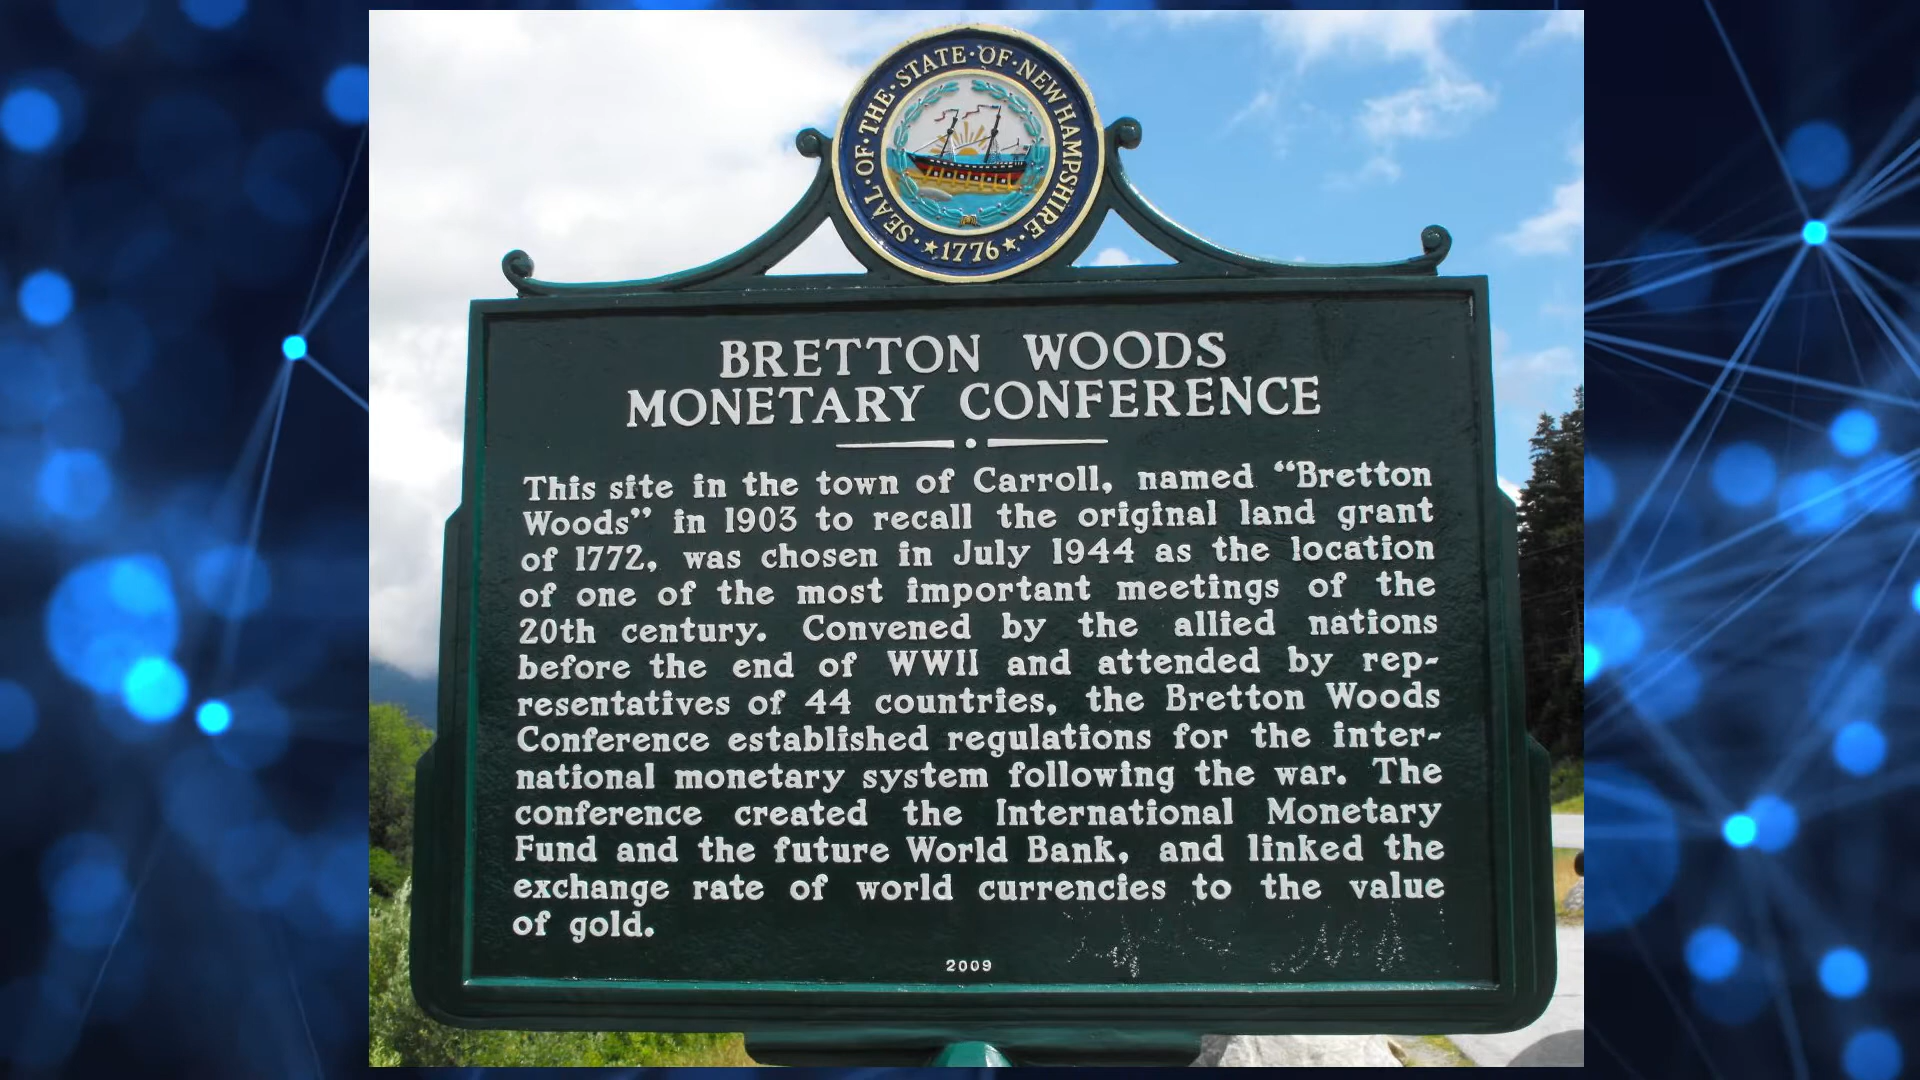 SEAL·OF·THE·STATE·OF·NEW HAMPSHIRE·
★1776★
BRETTON WOODS
MONETARY CONFERENCE
This site in the town of Carroll, named “Bretton
Woods” in 1903 to recall the original land grant
of 1772, was chosen in July 1944 as the location
of one of the most important meetings of the
20th century. Convened by the allied nations
before the end of WWII and attended by rep-
resentatives of 44 countries, the Bretton Woods
Conference established regulations for the inter-
national monetary system following the war. The
conference created the International Monetary
Fund and the future World Bank, and linked the
exchange rate of world currencies to the value
of gold.
2009